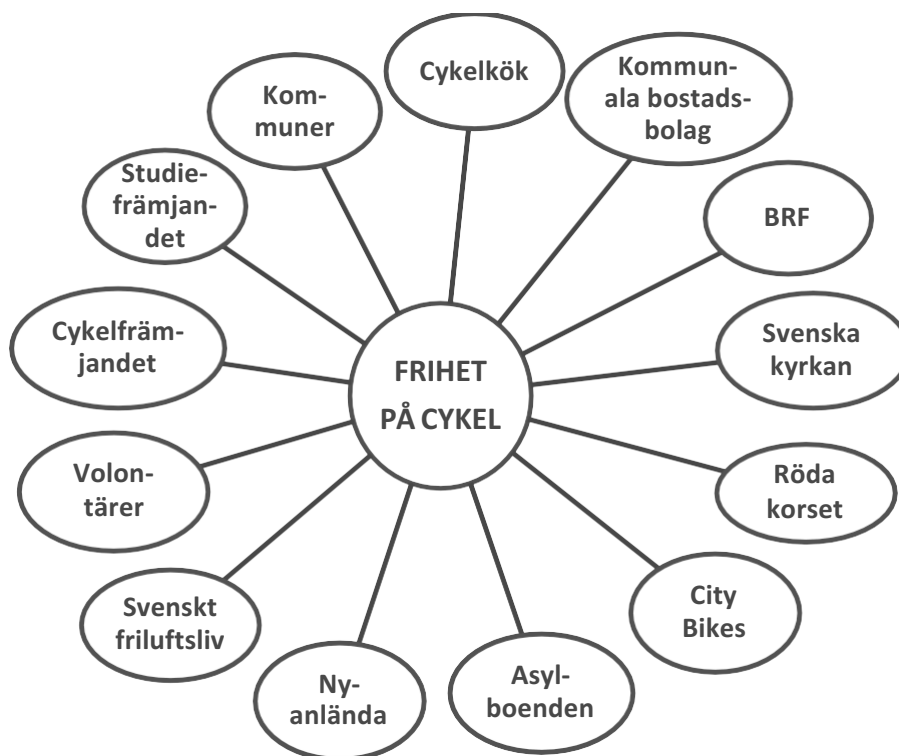 Cykelkök
Kommun-
ala bostads-
bolag
BRF
Svenska
kyrkan
Röda
korset
City
Bikes
Asyl-
boenden
Ny-
anlända
Svenskt
friluftsliv
Volon-
tärer
Cykelfräm-
jandet
Studie-
främjan-
det
Kom-
muner
FRIHET
PÅ CYKEL